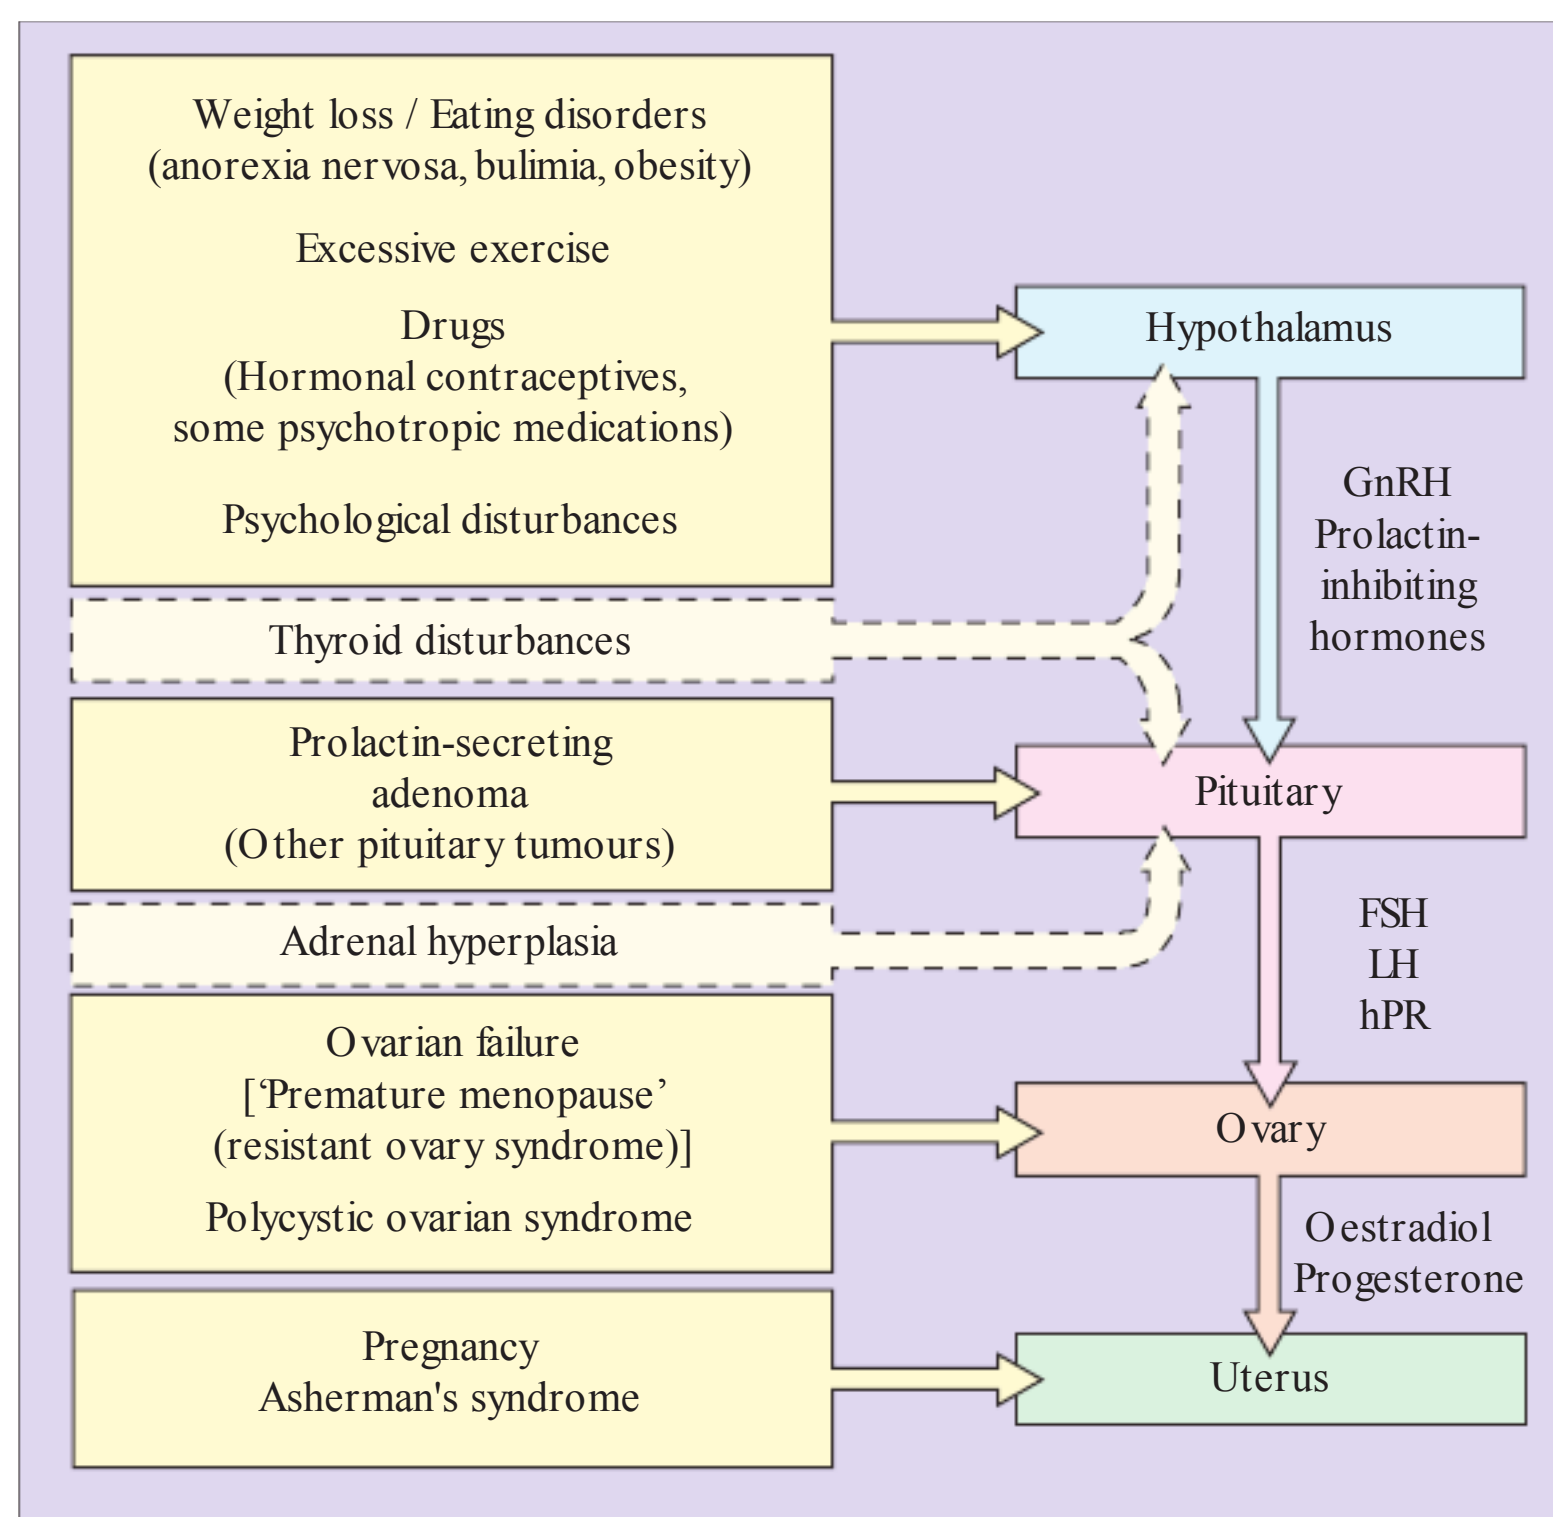 Weight loss / Eating disorders
(anorexia nervosa, bulimia, obesity)
Excessive exercise
Drugs
(Hormonal contraceptives,
some psychotropic medications)
Psychological disturbances
Hypothalamus
GnRH
Prolactin-
inhibiting
hormones
Thyroid disturbances
Prolactin-secreting
adenoma
(Other pituitary tumours)
Pituitary
Adrenal hyperplasia
FSH
LH
hPR
Ovarian failure
[‘Premature menopause’
(resistant ovary syndrome)]
Polycystic ovarian syndrome
Ovary
Oestradiol
Progesterone
Pregnancy
Asherman's syndrome
Uterus